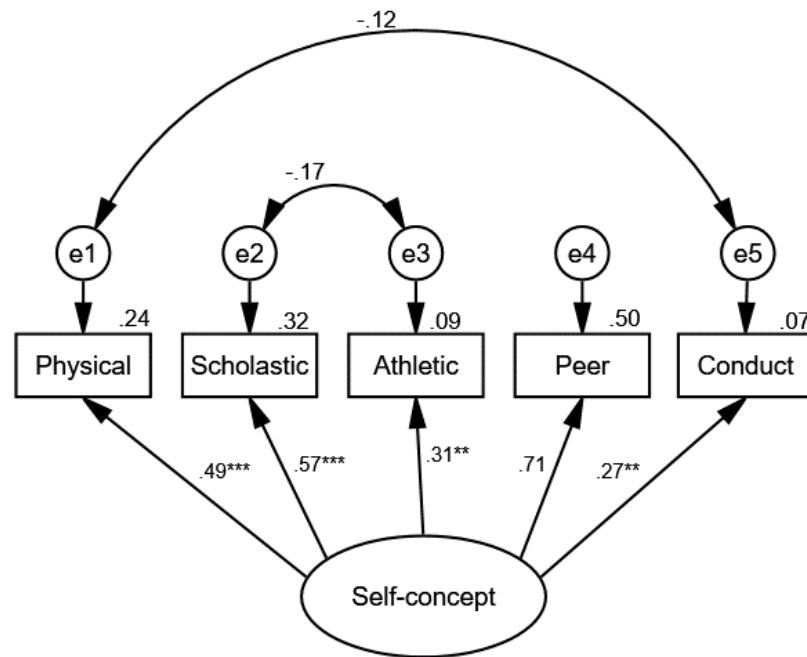 -.12
-.17
e1
e2
e3
e4
e5
.24
.32
.09
.50
.07
Physical
Scholastic
Athletic
Peer
Conduct
.49***
.57***
.31**
.71
.27**
Self-concept